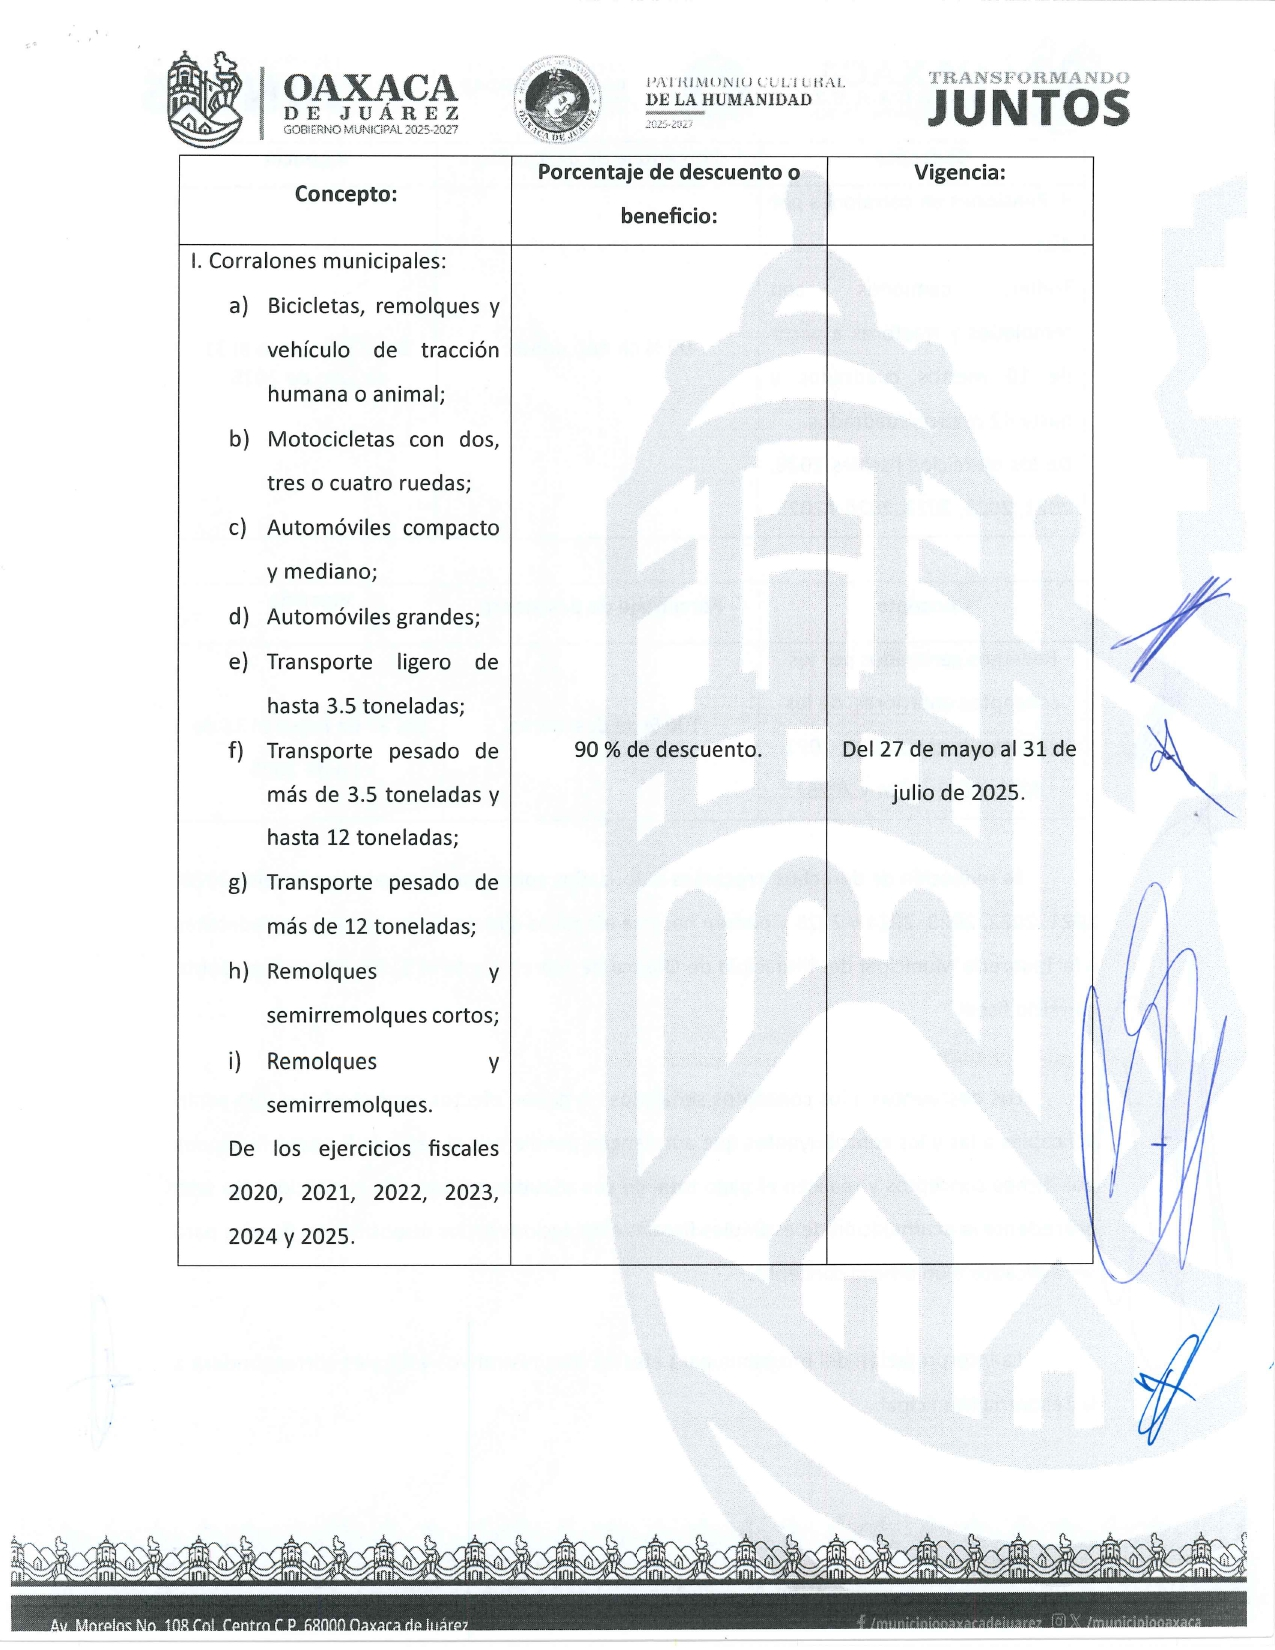 OAXACA
DE JUÁREZ
GOBIERNO MUNICIPAL 2025-2027
OAXACA DE JUÁREZ
PATRIMONIO CULTURAL
DE LA HUMANIDAD
2025-2027
TRANSFORMANDO
JUNTOS
Concepto:
Porcentaje de descuento o
beneficio:
Vigencia:
I. Corralones municipales:
a) Bicicletas, remolques y
vehículo de tracción
humana o animal;
b) Motocicletas con dos,
tres o cuatro ruedas;
c) Automóviles compacto
y mediano;
d) Automóviles grandes;
e) Transporte ligero de
hasta 3.5 toneladas;
f) Transporte pesado de
más de 3.5 toneladas y
hasta 12 toneladas;
g) Transporte pesado de
más de 12 toneladas;
h) Remolques y
semirremolques cortos;
i) Remolques y
semirremolques.
De los ejercicios fiscales
2020, 2021, 2022, 2023,
2024 y 2025.
90 % de descuento.
Del 27 de mayo al 31 de
julio de 2025.
Av. Morelos No. 108 Col. Centro C.P. 68000 Oaxaca de Juárez
/municipiooaxacadejuarez /municipiooaxaca